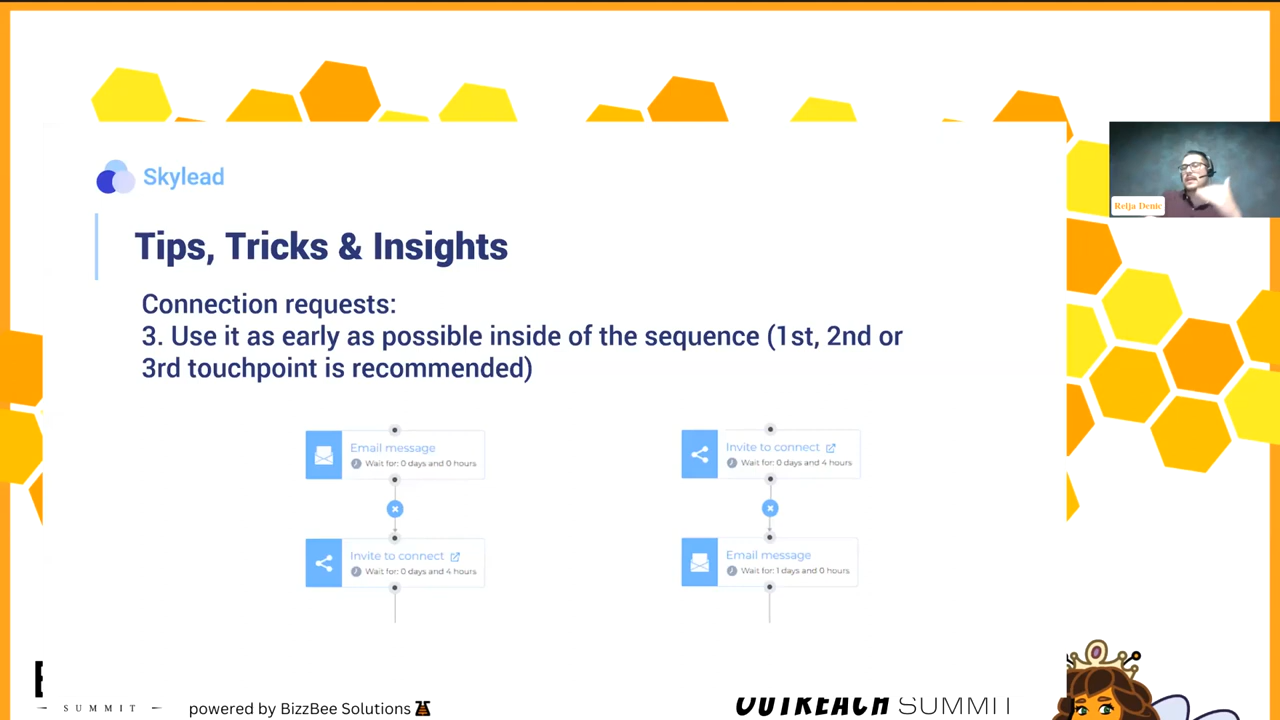 Skylead
Relja Denic
Tips, Tricks & Insights
Connection requests:
3. Use it as early as possible inside of the sequence (1st, 2nd or
3rd touchpoint is recommended)
Email message
Wait for: 0 days and 0 hours
Invite to connect
Wait for: 0 days and 4 hours
Invite to connect
Wait for: 0 days and 4 hours
Email message
Wait for: 1 days and 0 hours
SUMMIT
powered by BizzBee Solutions
OUTREACH SUMMIT